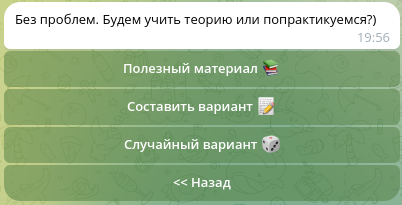 Без проблем. Будем учить теорию или попрактикуемся?)
19:56
Полезный материал 📚
Составить вариант 📝
Случайный вариант 🎲
<< Назад